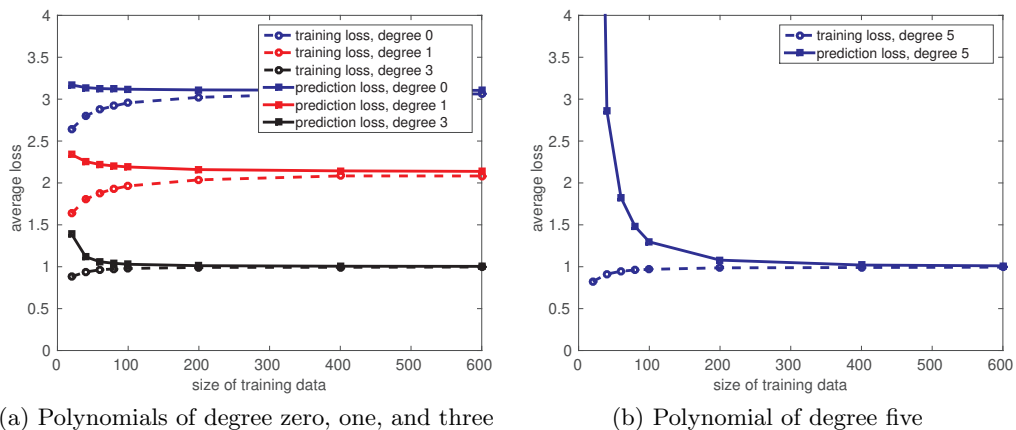 4
3.5
3
2.5
2
1.5
1
0.5
0
average loss
0 100 200 300 400 500 600
size of training data
training loss, degree 0
training loss, degree 1
training loss, degree 3
prediction loss, degree 0
prediction loss, degree 1
prediction loss, degree 3
(a) Polynomials of degree zero, one, and three
4
3.5
3
2.5
2
1.5
1
0.5
0
average loss
0 100 200 300 400 500 600
size of training data
training loss, degree 5
prediction loss, degree 5
(b) Polynomial of degree five